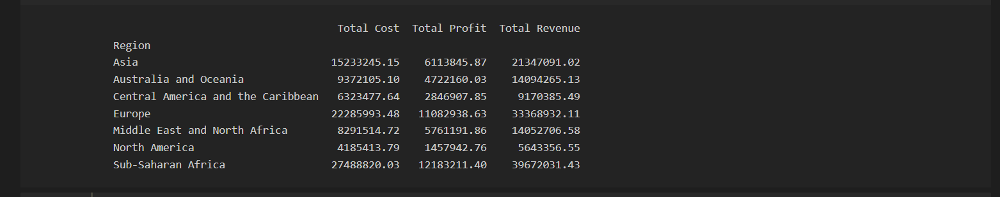 Total Cost Total Profit Total Revenue
Region
Asia 15233245.15 6113845.87 21347091.02
Australia and Oceania 9372105.10 4722160.03 14094265.13
Central America and the Caribbean 6323477.64 2846907.85 9170385.49
Europe 22285993.48 11082938.63 33368932.11
Middle East and North Africa 8291514.72 5761191.86 14052706.58
North America 4185413.79 1457942.76 5643356.55
Sub-Saharan Africa 27488820.03 12183211.40 39672031.43